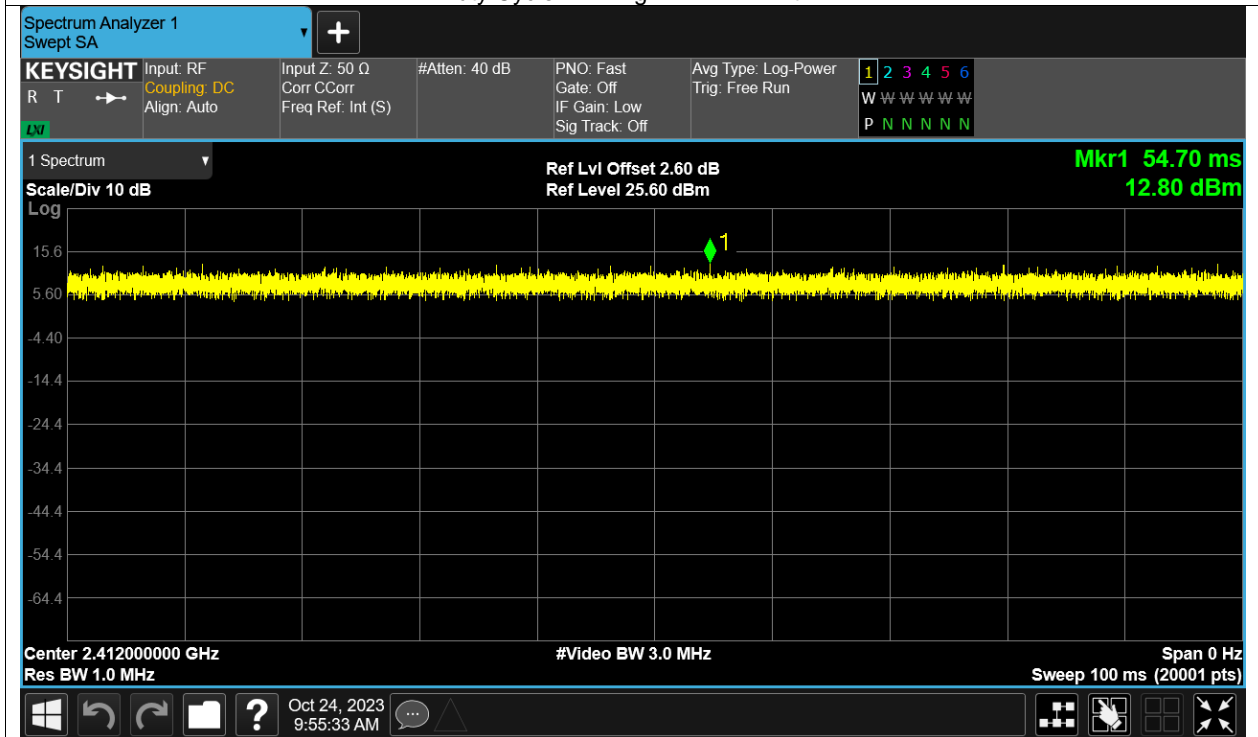 Spectrum Analyzer 1
Swept SA
+
KEYSIGHT
R T
LXI
Input: RF
Coupling: DC
Align: Auto
Input Z: 50 Ω
Corr CCorr
Freq Ref: Int (S)
#Atten: 40 dB
PNO: Fast
Gate: Off
IF Gain: Low
Sig Track: Off
Avg Type: Log-Power
Trig: Free Run
1 2 3 4 5 6
W W W W W W
P N N N N N
1 Spectrum
Scale/Div 10 dB
Log
Ref Lvl Offset 2.60 dB
Ref Level 25.60 dBm
Mkr1 54.70 ms
12.80 dBm
1
15.6
5.60
-4.40
-14.4
-24.4
-34.4
-44.4
-54.4
-64.4
Center 2.412000000 GHz
Res BW 1.0 MHz
#Video BW 3.0 MHz
Span 0 Hz
Sweep 100 ms (20001 pts)
?
Oct 24, 2023
9:55:33 AM